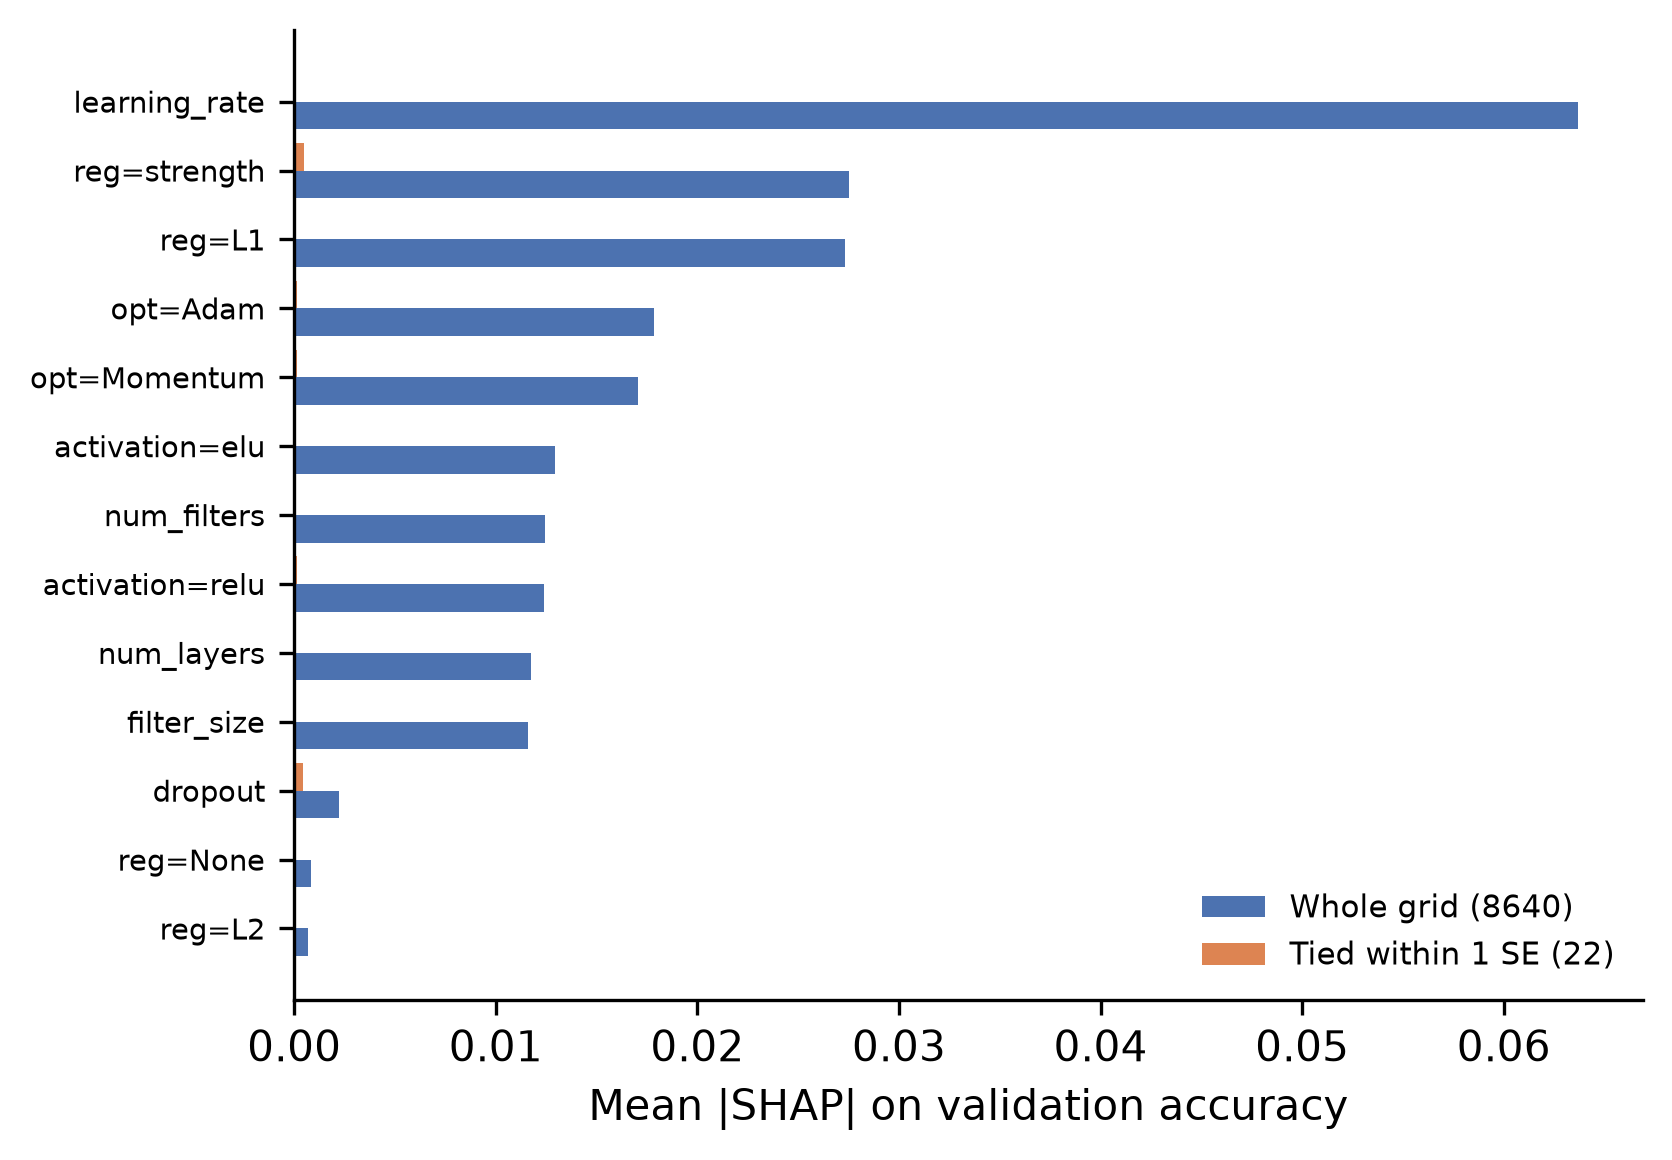 learning_rate
reg=strength
reg=L1
opt=Adam
opt=Momentum
activation=elu
num_filters
activation=relu
num_layers
filter_size
dropout
reg=None
reg=L2
Whole grid (8640)
Tied within 1 SE (22)
0.00 0.01 0.02 0.03 0.04 0.05 0.06
Mean |SHAP| on validation accuracy